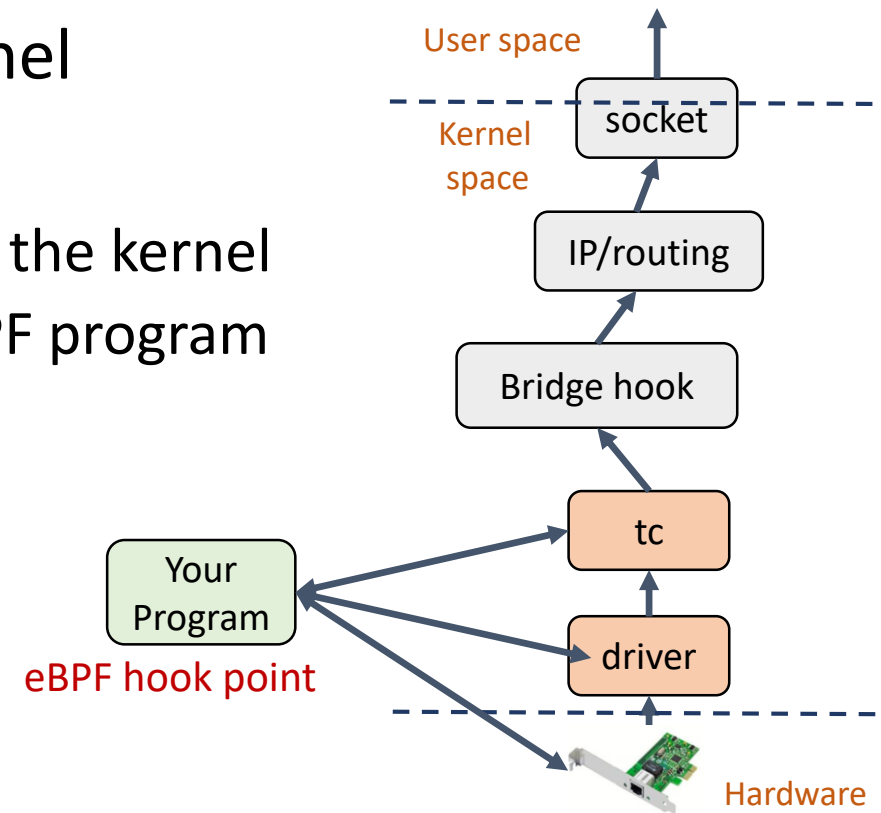 nel
the kernel
PF program
User space
socket
Kernel
space
IP/routing
Bridge hook
tc
Your
Program
driver
eBPF hook point
Hardware